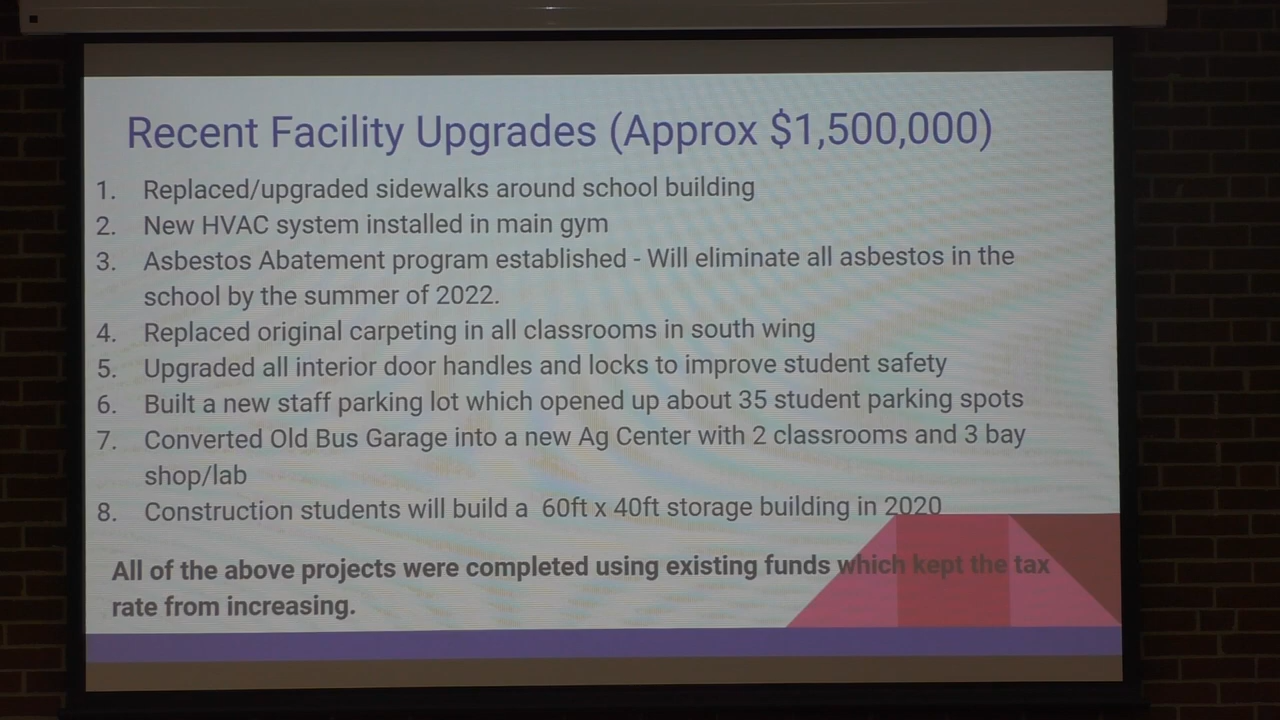 Recent Facility Upgrades (Approx $1,500,000)
1. Replaced/upgraded sidewalks around school building
2. New HVAC system installed in main gym
3. Asbestos Abatement program established - Will eliminate all asbestos in the
school by the summer of 2022.
4. Replaced original carpeting in all classrooms in south wing
5. Upgraded all interior door handles and locks to improve student safety
6. Built a new staff parking lot which opened up about 35 student parking spots
7. Converted Old Bus Garage into a new Ag Center with 2 classrooms and 3 bay
shop/lab
8. Construction students will build a 60ft x 40ft storage building in 2020
All of the above projects were completed using existing funds which kept the tax
rate from increasing.